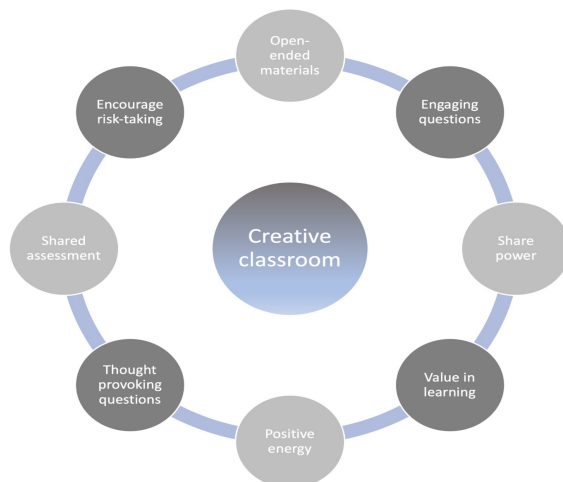 Open-
ended
materials
Encourage
risk-taking
Engaging
questions
Shared
assessment
Creative
classroom
Share
power
Thought
provoking
questions
Value in
learning
Positive
energy